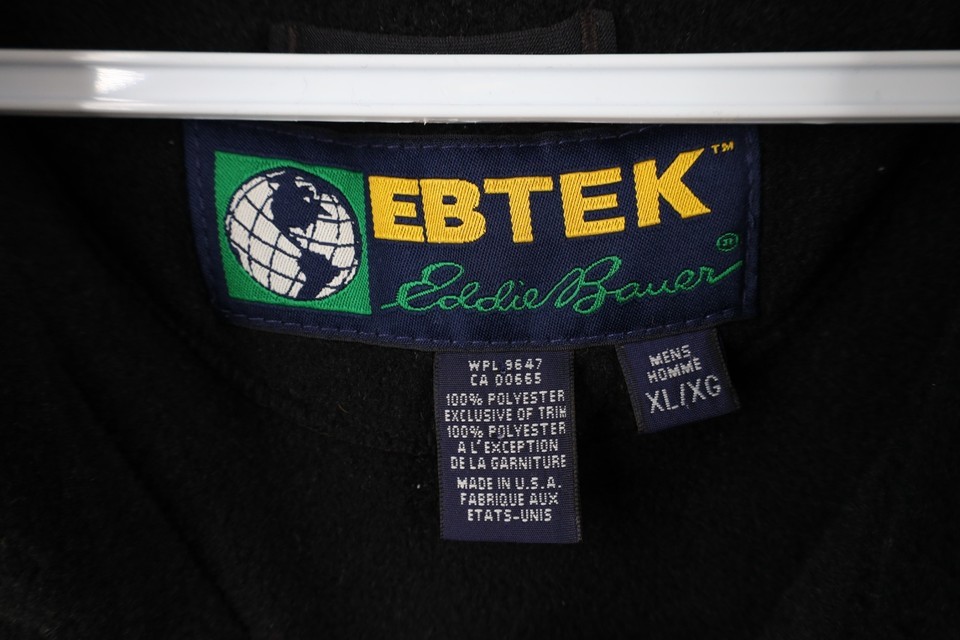 EBTEK™
Eddie Bauer
WPL 9647
CA 00665
100% POLYESTER
EXCLUSIVE OF TRIM
100% POLYESTER
A L'EXCEPTION
DE LA GARNITURE
MADE IN U.S.A.
FABRIQUE AUX
ETATS-UNIS
MENS
HOMME
XL/XG